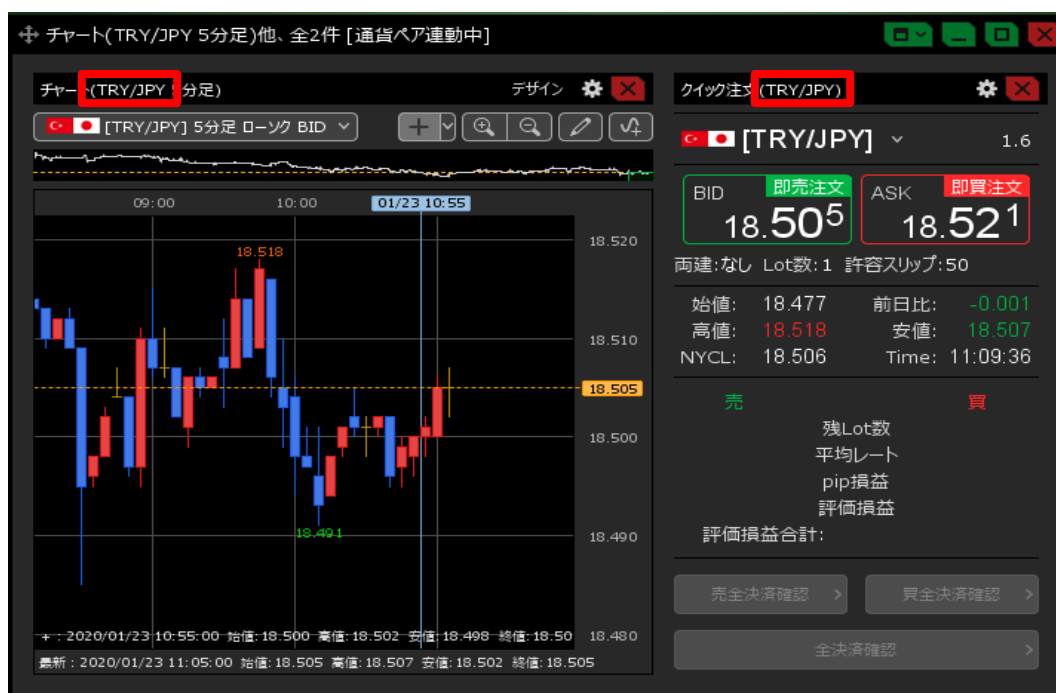 チャート(TRY/JPY 5分足)他、全2件 [通貨ペア連動中]
チャート(TRY/JPY 5分足) デザイン
[TRY/JPY] 5分足 ローソク BID
09:00 10:00 01/23 10:55
18.520
18.518
18.510
18.505
18.500
18.491
18.490
18.480
+ : 2020/01/23 10:55:00 始値:18.500 高値:18.502 安値:18.498 終値:18.50
最新 : 2020/01/23 11:05:00 始値:18.505 高値:18.507 安値:18.502 終値:18.505
クイック注文(TRY/JPY)
[TRY/JPY] 1.6
BID 即売注文 ASK 即買注文
18.505 18.521
両建:なし Lot数:1 許容スリップ:50
始値: 18.477 前日比: -0.001
高値: 18.518 安値: 18.507
NYCL: 18.506 Time: 11:09:36
売 買
残Lot数
平均レート
pip損益
評価損益
評価損益合計:
売全決済確認 買全決済確認
全決済確認